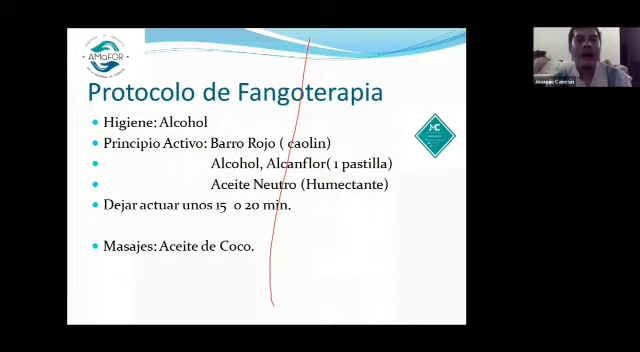 AMaFOR
Protocolo de Fangoterapia
Higiene: Alcohol
Principio Activo: Barro Rojo ( caolin)
Alcohol, Alcanflor( 1 pastilla)
Aceite Neutro (Humectante)
Dejar actuar unos 15 o 20 min.
Masajes: Aceite de Coco.
MC